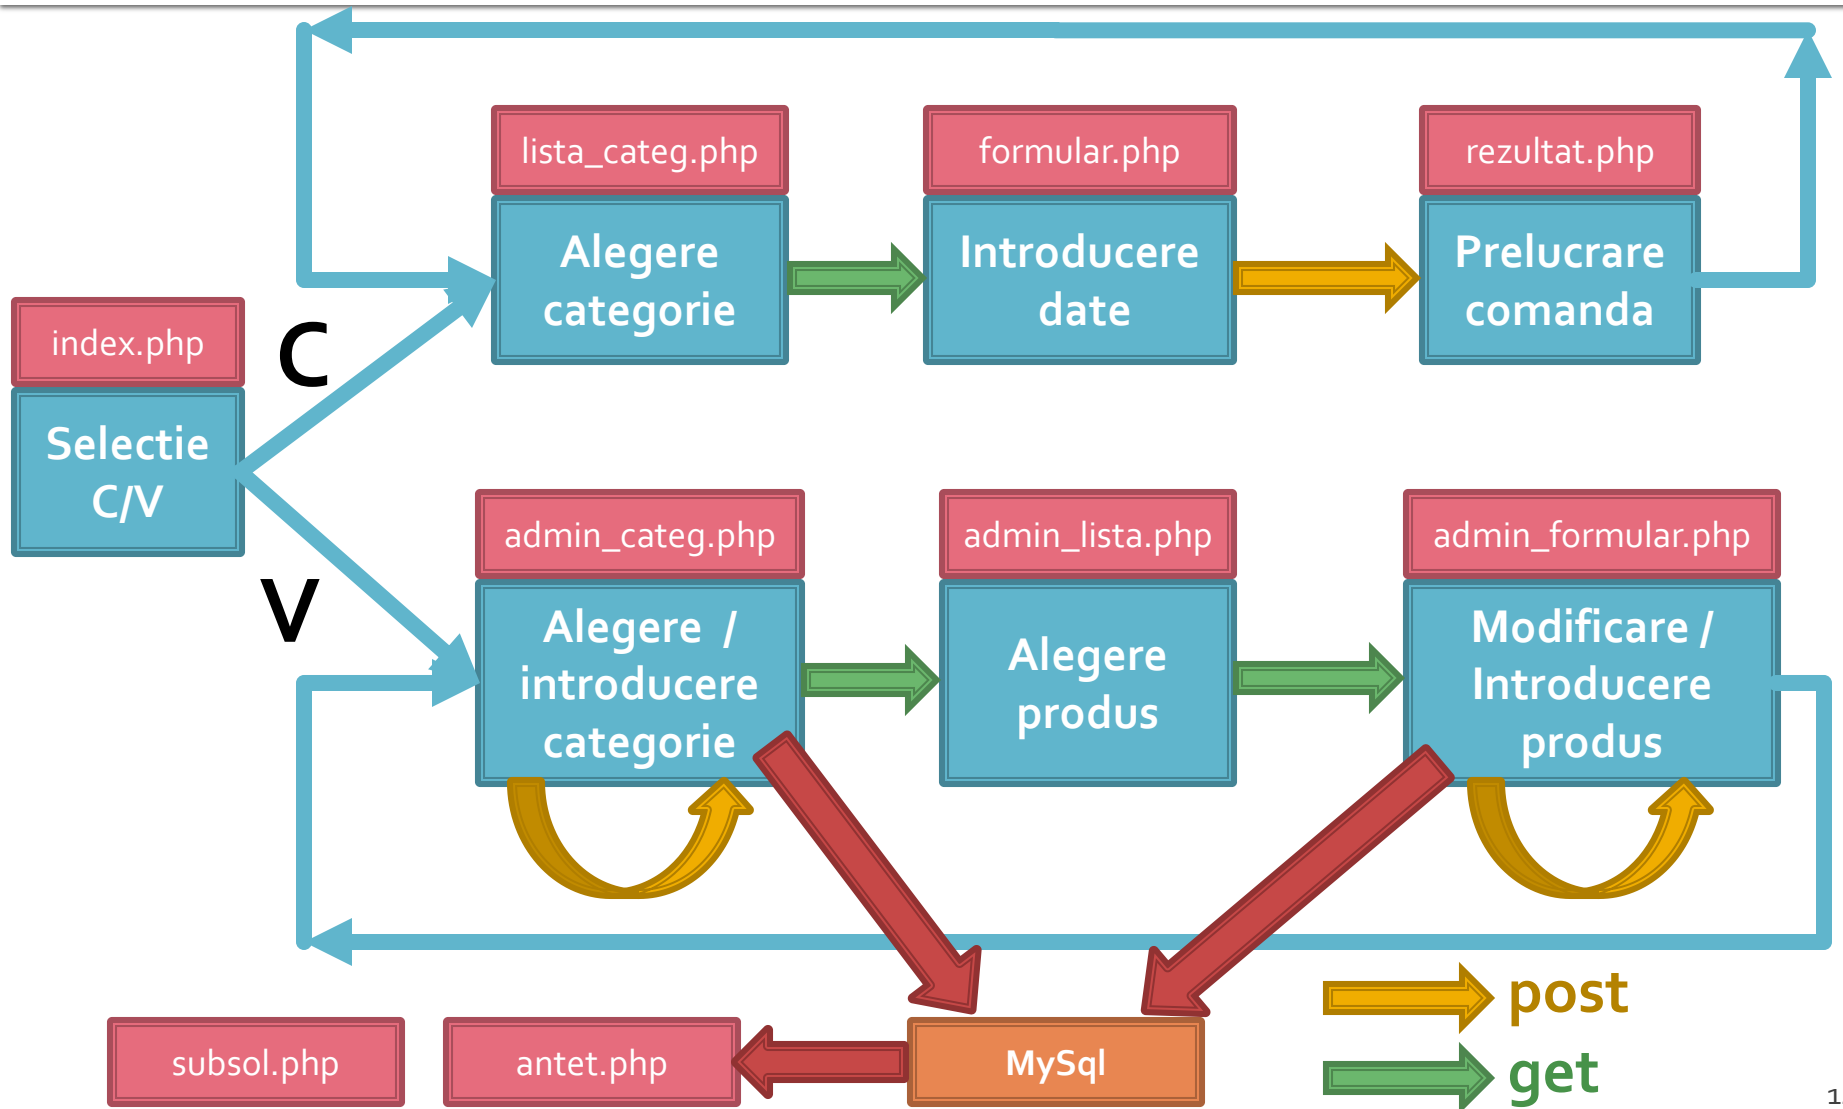 lista_categ.php
formular.php
rezultat.php
Alegere
categorie
Introducere
date
Prelucrare
comanda
index.php
C
Selectie
C/V
V
admin_categ.php
admin_lista.php
admin_formular.php
Alegere /
introducere
categorie
Alegere
produs
Modificare /
Introducere
produs
post
subsol.php
antet.php
MySql
get
1